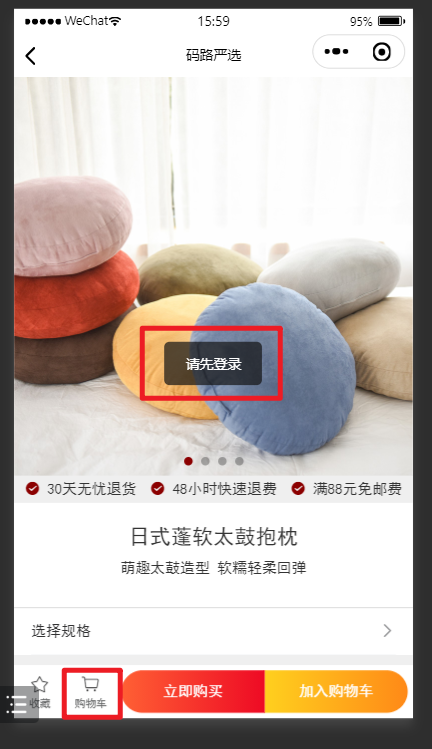 WeChat 15:59 95%
码路严选
请先登录
30天无忧退货 48小时快速退费 满88元免邮费
日式蓬软太鼓抱枕
萌趣太鼓造型 软糯轻柔回弹
选择规格
收藏 购物车 立即购买 加入购物车